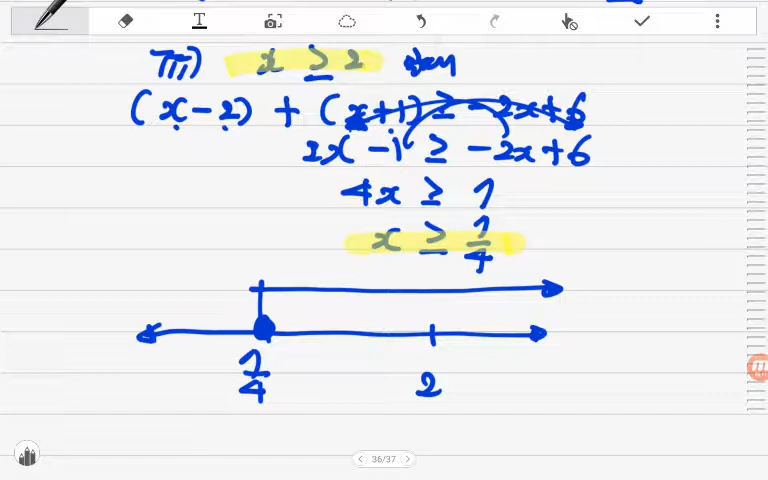 T
III) x ≥ 2
(x-2) + (x+1) ≥ -2x+6
2x-1 ≥ -2x+6
4x ≥ 7
x ≥ 7/4
7/4 2
36/37